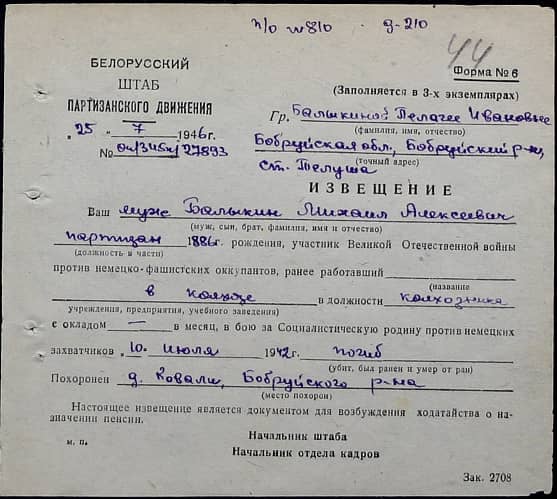 п/о № 810 д-210
44
БЕЛОРУССКИЙ
ШТАБ
ПАРТИЗАНСКОГО ДВИЖЕНИЯ
„25 „ 7 1946г.
№ 27893
Форма № 6
(Заполняется в 3-х экземплярах)
Гр. Балыкиной Пелагее Ивановне
(фамилия, имя, отчество)
Бобруйская обл, Бобруйский р-н,
(точный адрес)
ст. Телуша
ИЗВЕЩЕНИЕ
Ваш муж Балыкин Михаил Алексеевич
(муж, сын, брат, фамилия, имя и отчество)
партизан 1886г. рождения, участник Великой Отечественной войны
(должность в части)
против немецко-фашистских оккупантов, ранее работавший
(название
в колхозе в должности колхозника
учреждения, предприятия, учебного заведения)
с окладом — в месяц, в бою за Социалистическую родину против немецких
захватчиков „10„ июля 1942г. погиб
(убит, был ранен и умер от ран)
Похоронен д. Ковали, Бобруйского р-на
(место похорон)
Настоящее извещение является документом для возбуждения ходатайства о на-
значении пенсии.
м. п.
Начальник штаба
Начальник отдела кадров
Зак. 2708